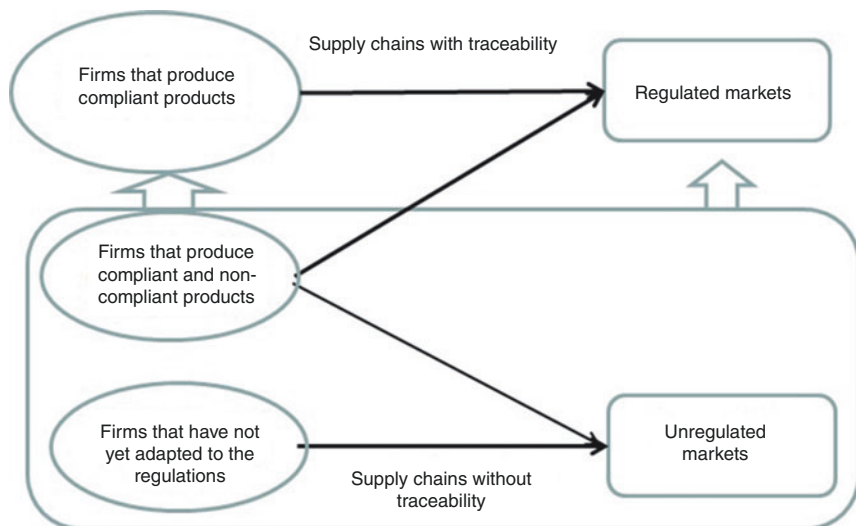 Supply chains with traceability
Firms that produce
compliant products
Regulated markets
Firms that produce
compliant and non-
compliant products
Firms that have not
yet adapted to the
regulations
Unregulated
markets
Supply chains without
traceability